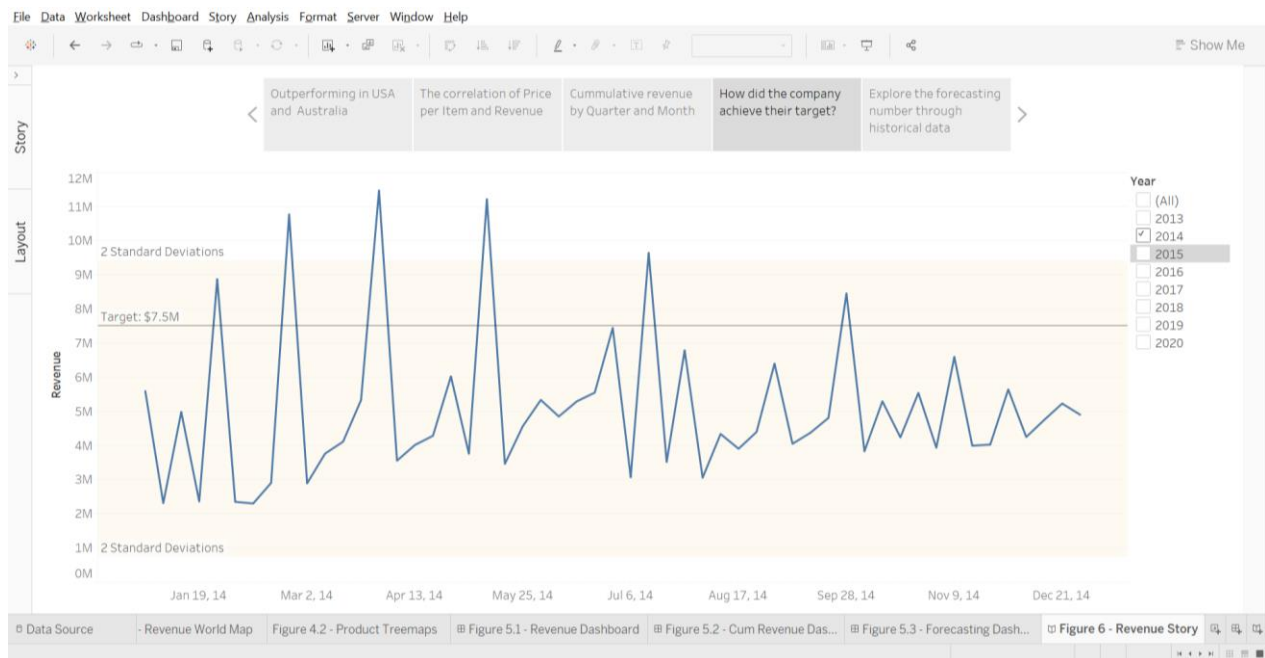 File Data Worksheet Dashboard Story Analysis Format Server Window Help
Show Me
Story
Layout
Outperforming in USA
and Australia
The correlation of Price
per Item and Revenue
Cummulative revenue
by Quarter and Month
How did the company
achieve their target?
Explore the forecasting
number through
historical data
Revenue
12M
11M
10M
9M
8M
7M
6M
5M
4M
3M
2M
1M
0M
2 Standard Deviations
Target: $7.5M
2 Standard Deviations
Jan 19, 14 Mar 2, 14 Apr 13, 14 May 25, 14 Jul 6, 14 Aug 17, 14 Sep 28, 14 Nov 9, 14 Dec 21, 14
Year
(All)
2013
2014
2015
2016
2017
2018
2019
2020
Data Source - Revenue World Map Figure 4.2 - Product Treemaps Figure 5.1 - Revenue Dashboard Figure 5.2 - Cum Revenue Das... Figure 5.3 - Forecasting Dash... Figure 6 - Revenue Story